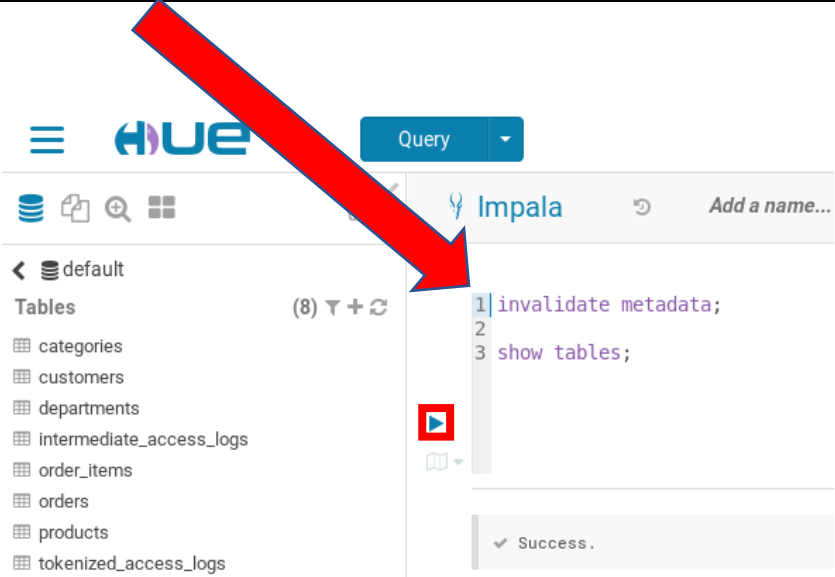 HUE
Query
Impala
Add a name...
default
Tables (8)
categories
customers
departments
intermediate_access_logs
order_items
orders
products
tokenized_access_logs
1 invalidate metadata;
2
3 show tables;
Success.